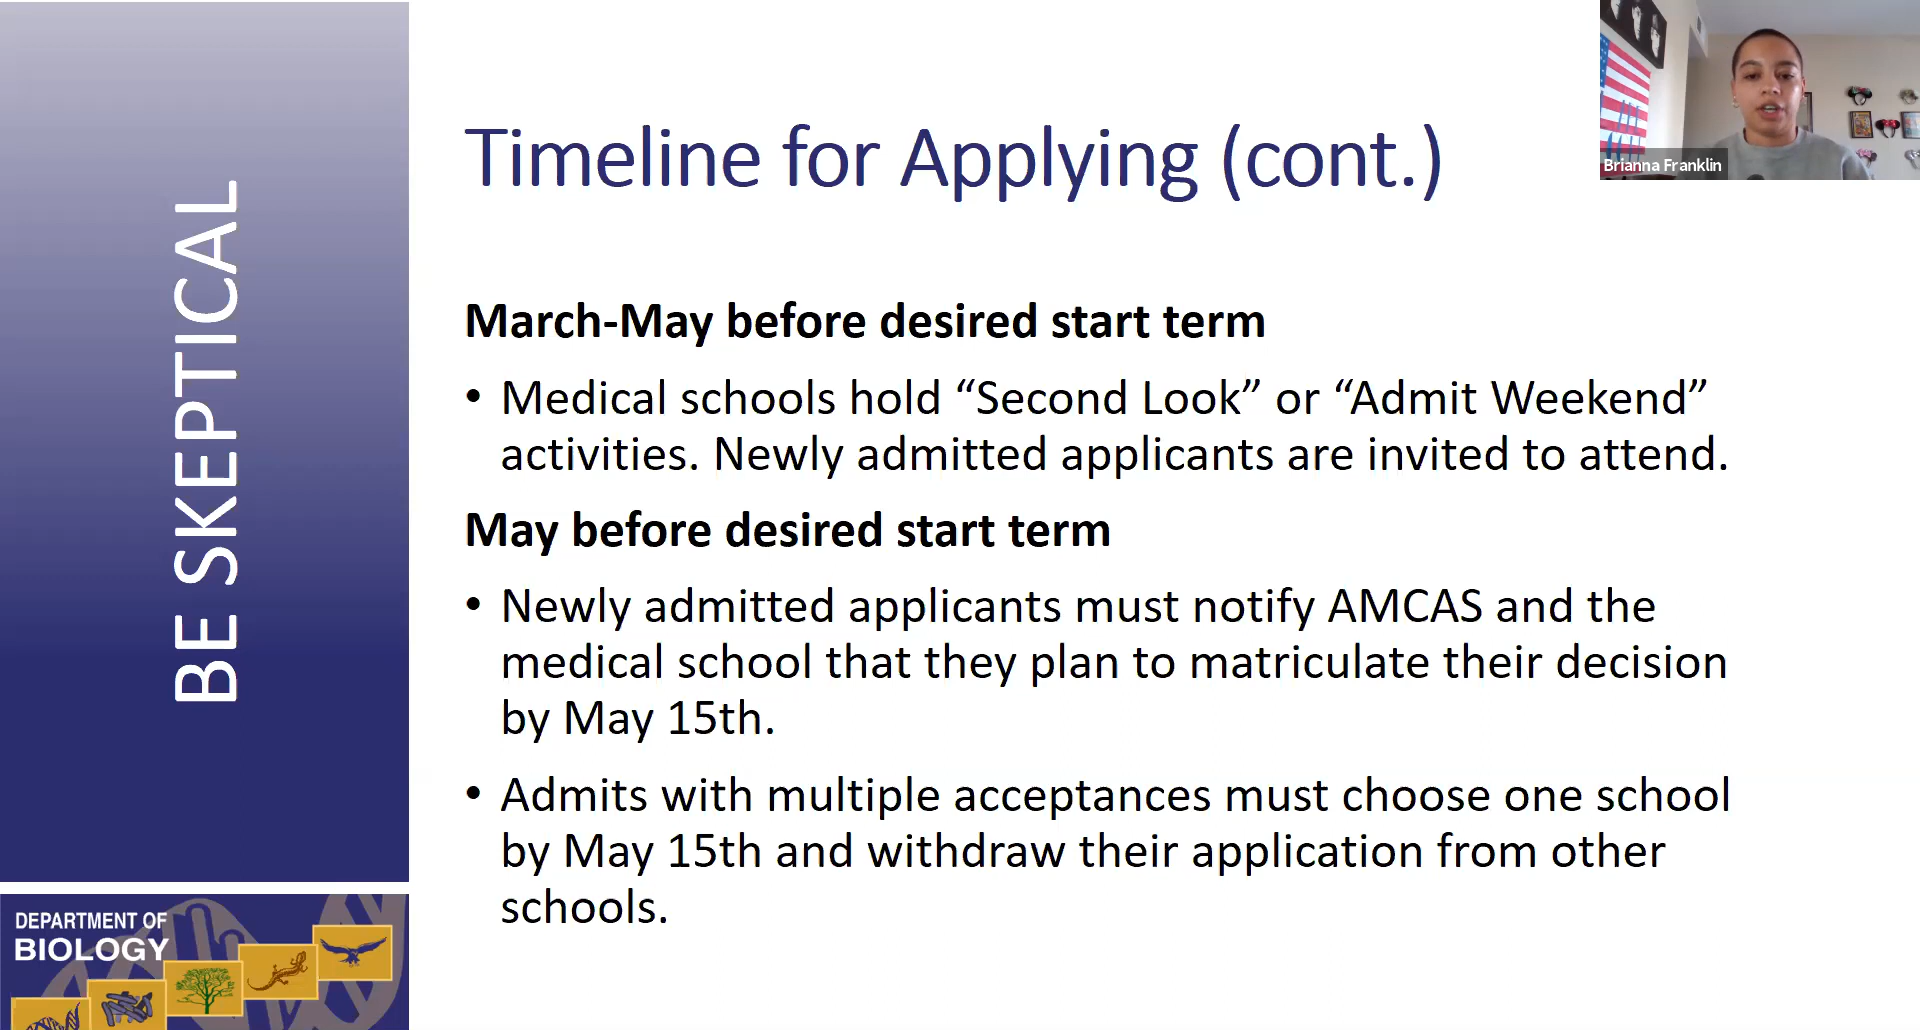 BE SKEPTICAL
DEPARTMENT OF
BIOLOGY
Timeline for Applying (cont.)
March-May before desired start term
• Medical schools hold “Second Look” or “Admit Weekend”
activities. Newly admitted applicants are invited to attend.
May before desired start term
• Newly admitted applicants must notify AMCAS and the
medical school that they plan to matriculate their decision
by May 15th.
• Admits with multiple acceptances must choose one school
by May 15th and withdraw their application from other
schools.
Brianna Franklin